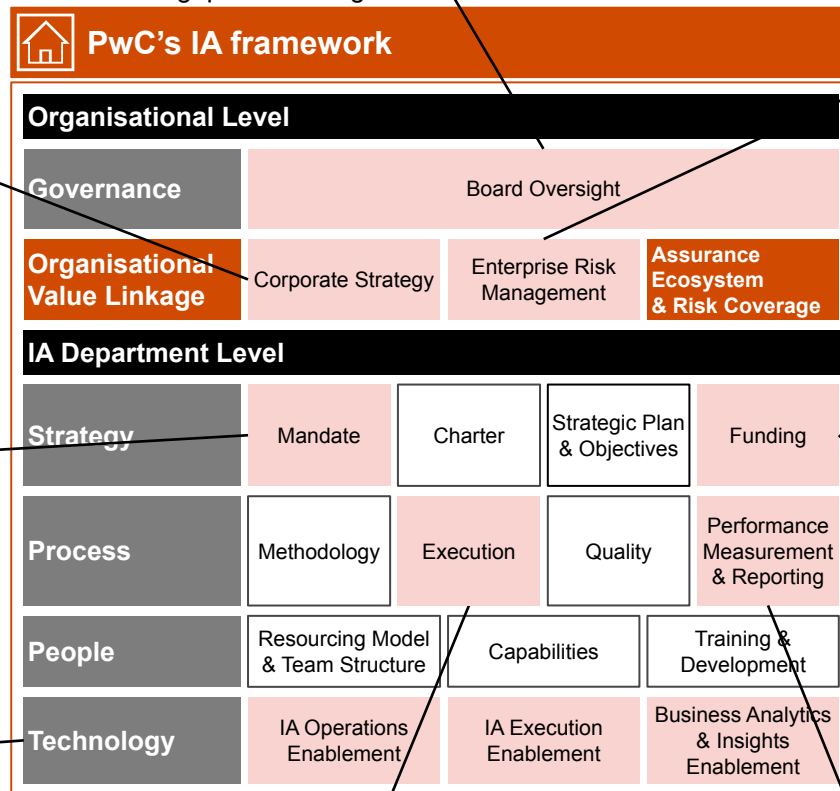 PwC's IA framework
Organisational Level
Governance
Board Oversight
Organisational
Value Linkage
Corporate Strategy
Enterprise Risk
Management
Assurance
Ecosystem
& Risk Coverage
IA Department Level
Strategy
Mandate
Charter
Strategic Plan
& Objectives
Funding
Process
Methodology
Execution
Quality
Performance
Measurement
& Reporting
People
Resourcing Model
& Team Structure
Capabilities
Training &
Development
Technology
IA Operations
Enablement
IA Execution
Enablement
Business Analytics
& Insights
Enablement